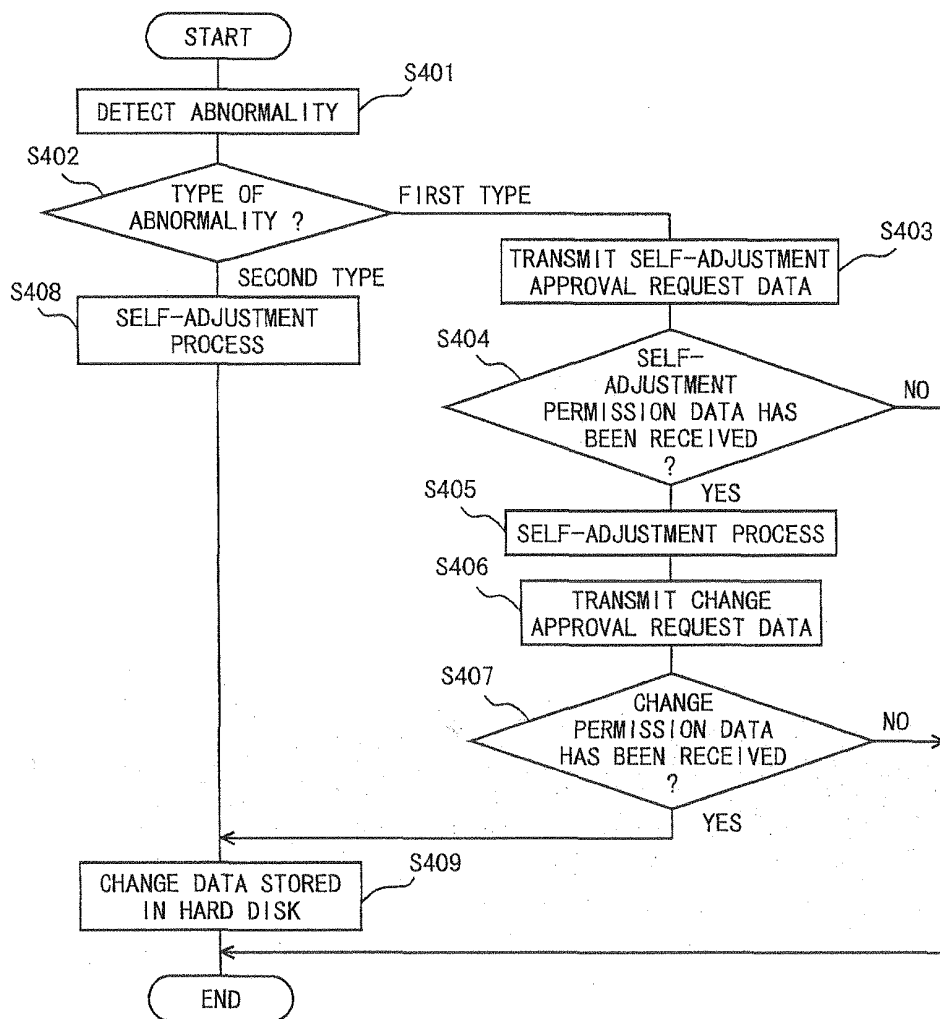 START
S401
DETECT ABNORMALITY
S402
TYPE OF
ABNORMALITY ?
FIRST TYPE
SECOND TYPE
S403
TRANSMIT SELF-ADJUSTMENT
APPROVAL REQUEST DATA
S408
SELF-ADJUSTMENT
PROCESS
S404
SELF-
ADJUSTMENT
PERMISSION DATA HAS
BEEN RECEIVED
?
NO
YES
S405
SELF-ADJUSTMENT PROCESS
S406
TRANSMIT CHANGE
APPROVAL REQUEST DATA
S407
CHANGE
PERMISSION DATA
HAS BEEN RECEIVED
?
NO
YES
S409
CHANGE DATA STORED
IN HARD DISK
END